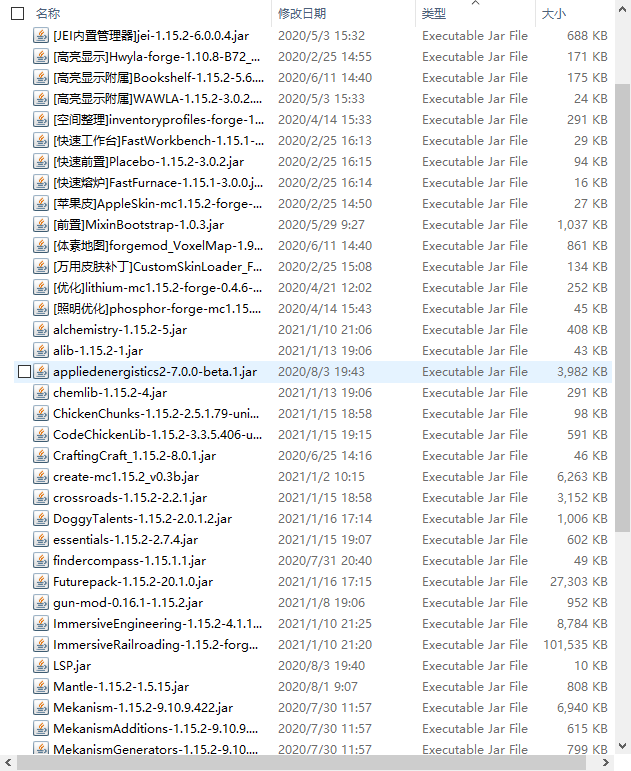 名称 修改日期 类型 大小
[JEI内置管理器]jei-1.15.2-6.0.0.4.jar 2020/5/3 15:32 Executable Jar File 688 KB
[高亮显示]Hwyla-forge-1.10.8-B72_... 2020/2/25 14:55 Executable Jar File 171 KB
[高亮显示附属]Bookshelf-1.15.2-5.6.... 2020/6/11 14:40 Executable Jar File 175 KB
[高亮显示附属]WAWLA-1.15.2-3.0.2.... 2020/5/3 15:33 Executable Jar File 24 KB
[空间整理]inventoryprofiles-forge-1... 2020/4/14 15:33 Executable Jar File 291 KB
[快速工作台]FastWorkbench-1.15.1-... 2020/2/25 16:13 Executable Jar File 29 KB
[快速前置]Placebo-1.15.2-3.0.2.jar 2020/2/25 16:15 Executable Jar File 94 KB
[快速熔炉]FastFurnace-1.15.1-3.0.0.j... 2020/2/25 16:14 Executable Jar File 16 KB
[苹果皮]AppleSkin-mc1.15.2-forge-... 2020/2/25 14:50 Executable Jar File 27 KB
[前置]MixinBootstrap-1.0.3.jar 2020/5/29 9:27 Executable Jar File 1,037 KB
[体素地图]forgemod_VoxelMap-1.9... 2020/6/11 14:40 Executable Jar File 861 KB
[万用皮肤补丁]CustomSkinLoader_F... 2020/2/25 15:08 Executable Jar File 134 KB
[优化]lithium-mc1.15.2-forge-0.4.6-... 2020/4/21 12:02 Executable Jar File 252 KB
[照明优化]phosphor-forge-mc1.15.... 2020/4/14 15:43 Executable Jar File 45 KB
alchemistry-1.15.2-5.jar 2021/1/10 21:06 Executable Jar File 408 KB
alib-1.15.2-1.jar 2021/1/13 19:06 Executable Jar File 43 KB
appliedenergistics2-7.0.0-beta.1.jar 2020/8/3 19:43 Executable Jar File 3,982 KB
chemlib-1.15.2-4.jar 2021/1/13 19:06 Executable Jar File 291 KB
ChickenChunks-1.15.2-2.5.1.79-uni... 2021/1/15 18:58 Executable Jar File 98 KB
CodeChickenLib-1.15.2-3.3.5.406-u... 2021/1/15 19:15 Executable Jar File 591 KB
CraftingCraft_1.15.2-8.0.1.jar 2020/6/25 14:16 Executable Jar File 46 KB
create-mc1.15.2_v0.3b.jar 2021/1/2 10:15 Executable Jar File 6,263 KB
crossroads-1.15.2-2.2.1.jar 2021/1/15 18:58 Executable Jar File 3,152 KB
DoggyTalents-1.15.2-2.0.1.2.jar 2021/1/16 17:14 Executable Jar File 1,006 KB
essentials-1.15.2-2.7.4.jar 2021/1/15 19:07 Executable Jar File 602 KB
findercompass-1.15.1.1.jar 2020/7/31 20:40 Executable Jar File 49 KB
Futurepack-1.15.2-20.1.0.jar 2021/1/16 17:15 Executable Jar File 27,303 KB
gun-mod-0.16.1-1.15.2.jar 2021/1/8 19:06 Executable Jar File 952 KB
ImmersiveEngineering-1.15.2-4.1.1... 2021/1/10 21:25 Executable Jar File 8,784 KB
ImmersiveRailroading-1.15.2-forg... 2021/1/10 21:20 Executable Jar File 101,535 KB
LSP.jar 2020/8/3 19:40 Executable Jar File 10 KB
Mantle-1.15.2-1.5.15.jar 2020/8/1 9:07 Executable Jar File 808 KB
Mekanism-1.15.2-9.10.9.422.jar 2020/7/30 11:57 Executable Jar File 6,940 KB
MekanismAdditions-1.15.2-9.10.9.... 2020/7/30 11:57 Executable Jar File 615 KB
MekanismGenerators-1.15.2-9.10.... 2020/7/30 11:57 Executable Jar File 799 KB